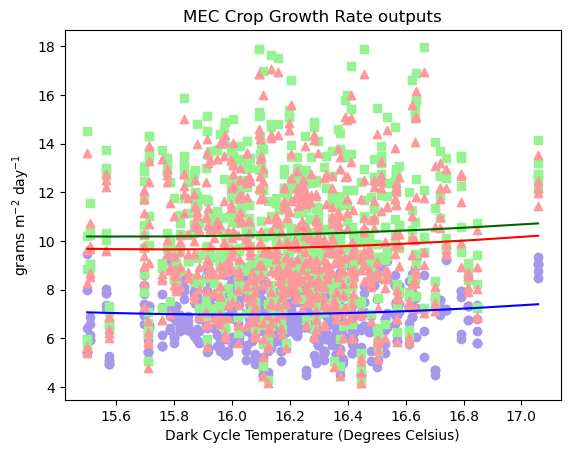 MEC Crop Growth Rate outputs
grams m⁻² day⁻¹
18
16
14
12
10
8
6
4
15.6 15.8 16.0 16.2 16.4 16.6 16.8 17.0
Dark Cycle Temperature (Degrees Celsius)